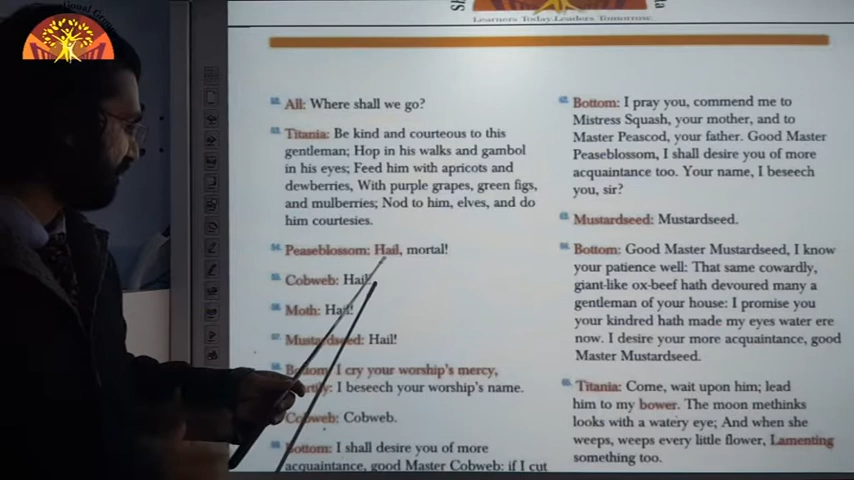 Gonal Group
Learners Today..Leaders Tomorrow
All: Where shall we go?
Titania: Be kind and courteous to this
gentleman: Hop in his walks and gambol
in his eyes; Feed him with apricots and
dewberries, With purple grapes, green figs,
and mulberries; Nod to him, elves, and do
him courtesies.
Peaseblossom: Hail, mortal!
Cobweb: Hail!
Moth: Hail!
Mustardseed: Hail!
Bottom: I cry your worship's mercy,
I beseech your worship's name.
Cobweb: Cobweb.
Bottom: I shall desire you of more
acquaintance, good Master Cobweb: if I cut
Bottom: I pray you, commend me to
Mistress Squash, your mother, and to
Master Peascod, your father. Good Master
Peaseblossom, I shall desire you of more
acquaintance too. Your name, I beseech
you, sir?
Mustardseed: Mustardseed.
Bottom: Good Master Mustardseed, I know
your patience well: That same cowardly,
giant-like ox-beef hath devoured many a
gentleman of your house: I promise you
your kindred hath made my eyes water ere
now. I desire your more acquaintance, good
Master Mustardseed.
Titania: Come, wait upon him; lead
him to my bower. The moon methinks
looks with a watery eye; And when she
weeps, weeps every little flower, Lamenting
something too.